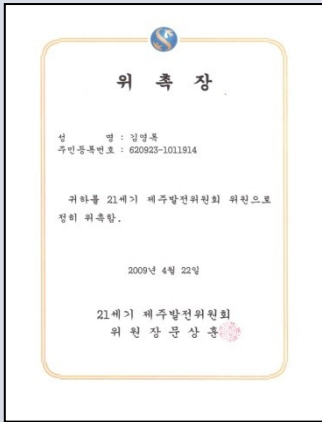 위 촉 장
성 명 : 김영록
주민등록번호 : 620923-1011914
귀하를 21세기 제주발전위원회 위원으로
정히 위촉함.
2009년 4월 22일
21세기 제주발전위원회
위 원 장 문 상 훈